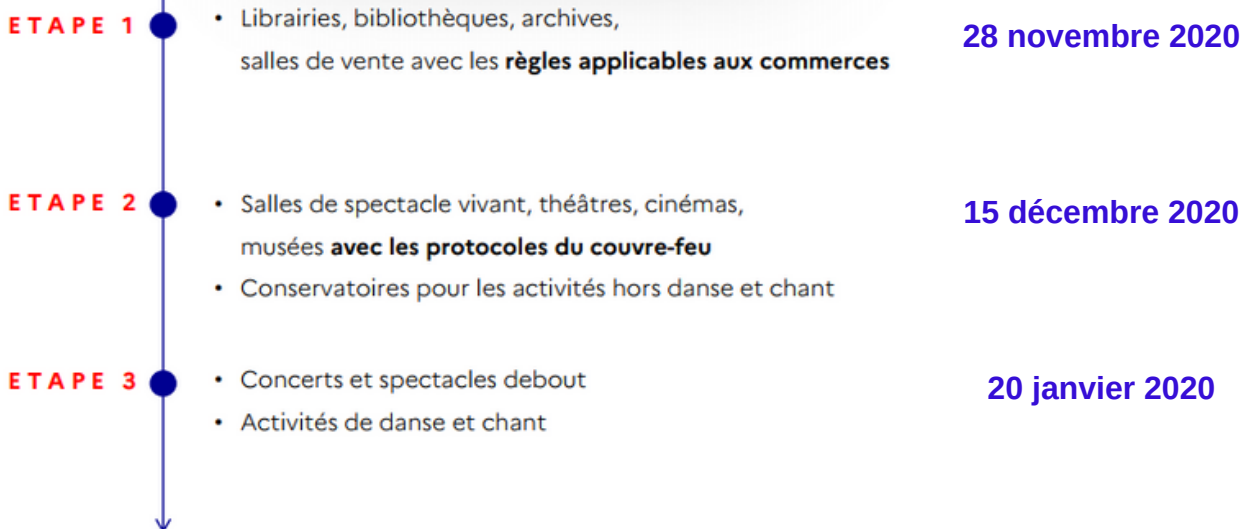 ETAPE 1
• Librairies, bibliothèques, archives,
salles de vente avec les règles applicables aux commerces
28 novembre 2020
ETAPE 2
• Salles de spectacle vivant, théâtres, cinémas,
musées avec les protocoles du couvre-feu
• Conservatoires pour les activités hors danse et chant
15 décembre 2020
ETAPE 3
• Concerts et spectacles debout
• Activités de danse et chant
20 janvier 2020